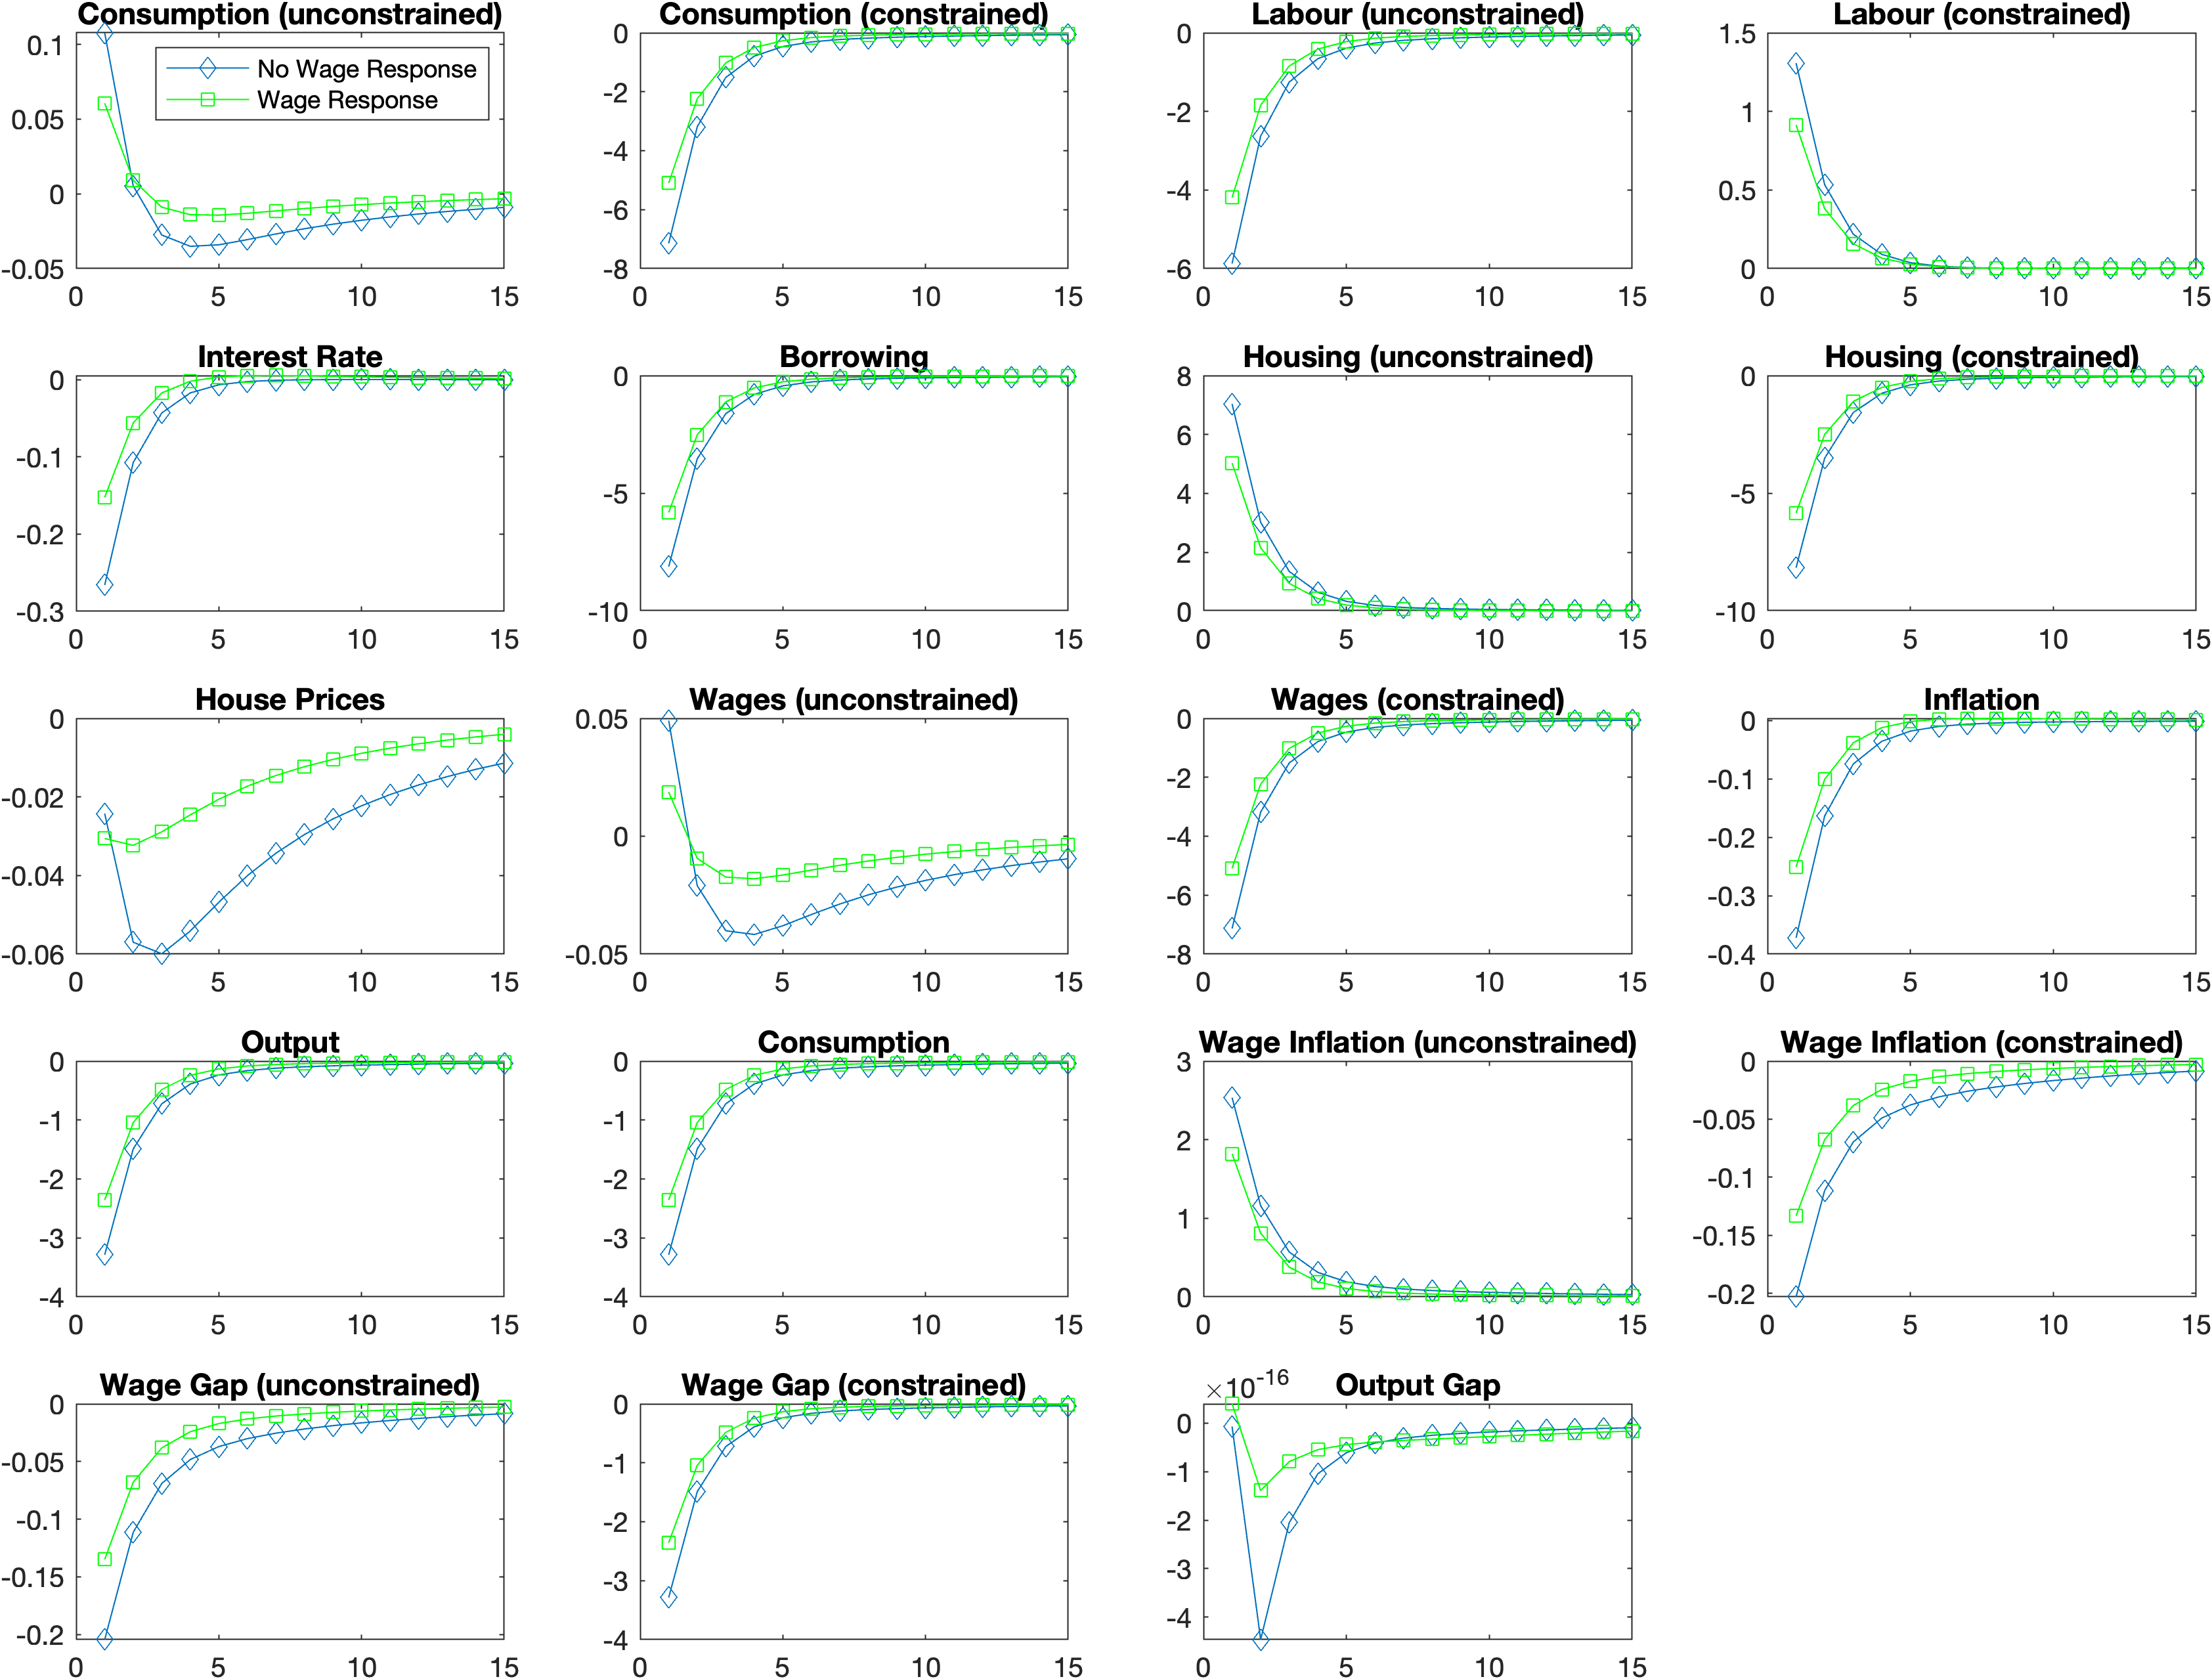 Consumption (unconstrained)
0.1
0.05
0
-0.05
0 5 10 15
No Wage Response
Wage Response
Consumption (constrained)
0
-2
-4
-6
-8
0 5 10 15
Labour (unconstrained)
0
-2
-4
-6
0 5 10 15
Labour (constrained)
1.5
1
0.5
0
0 5 10 15
Interest Rate
0
-0.1
-0.2
-0.3
0 5 10 15
Borrowing
0
-5
-10
0 5 10 15
Housing (unconstrained)
8
6
4
2
0
0 5 10 15
Housing (constrained)
0
-5
-10
0 5 10 15
House Prices
0
-0.02
-0.04
-0.06
0 5 10 15
Wages (unconstrained)
0.05
0
-0.05
0 5 10 15
Wages (constrained)
0
-2
-4
-6
-8
0 5 10 15
Inflation
0
-0.1
-0.2
-0.3
-0.4
0 5 10 15
Output
0
-1
-2
-3
-4
0 5 10 15
Consumption
0
-1
-2
-3
-4
0 5 10 15
Wage Inflation (unconstrained)
3
2
1
0
0 5 10 15
Wage Inflation (constrained)
0
-0.05
-0.1
-0.15
-0.2
0 5 10 15
Wage Gap (unconstrained)
0
-0.05
-0.1
-0.15
-0.2
0 5 10 15
Wage Gap (constrained)
0
-1
-2
-3
-4
0 5 10 15
Output Gap
×10^-16
0
-1
-2
-3
-4
0 5 10 15